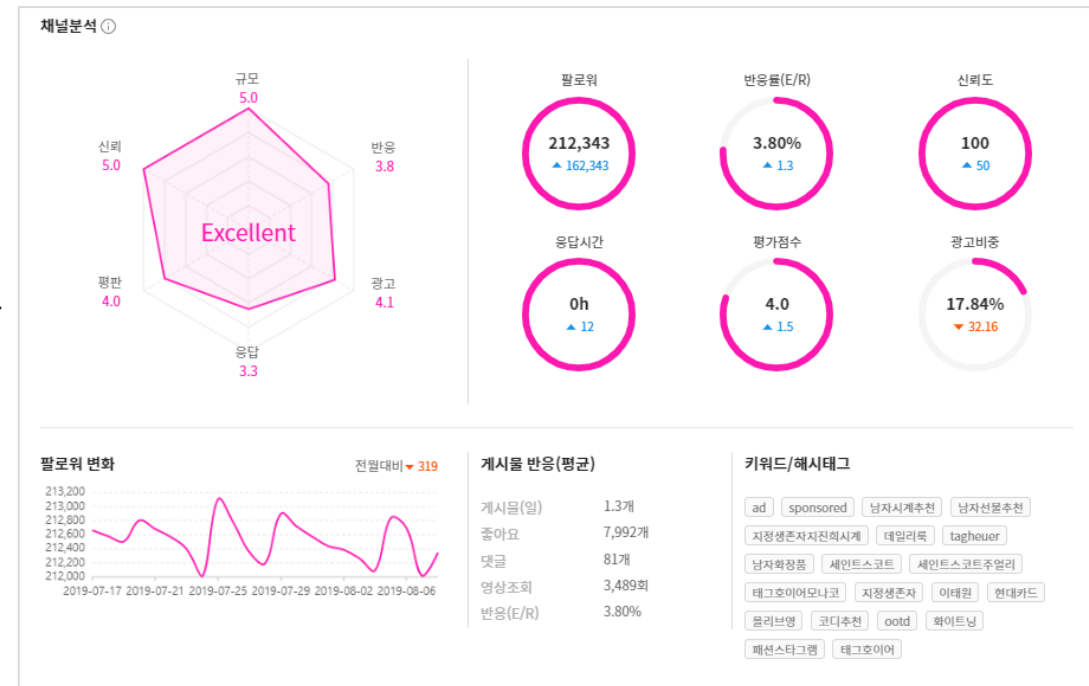 채널분석
규모
5.0
신뢰
5.0
반응
3.8
Excellent
평판
4.0
광고
4.1
응답
3.3
팔로워 반응률(E/R) 신뢰도
212,343 3.80% 100
▲ 162,343 ▲ 1.3 ▲ 50
응답시간 평가점수 광고비중
0h 4.0 17.84%
▲ 12 ▲ 1.5 ▼ 32.16
팔로워 변화 전월대비 ▼ 319
213,200
213,000
212,800
212,600
212,400
212,200
212,000
2019-07-17 2019-07-21 2019-07-25 2019-07-29 2019-08-02 2019-08-06
게시물 반응(평균)
게시물(일) 1.3개
좋아요 7,992개
댓글 81개
영상조회 3,489회
반응(E/R) 3.80%
키워드/해시태그
ad sponsored 남자시계추천 남자선물추천
지정생존자지진희시계 데일리룩 tagheuer
남자화장품 세인트스코트 세인트스코트주얼리
태그호이어모나코 지정생존자 이태원 현대카드
올리브영 코디추천 ootd 화이트닝
패션스타그램 태그호이어